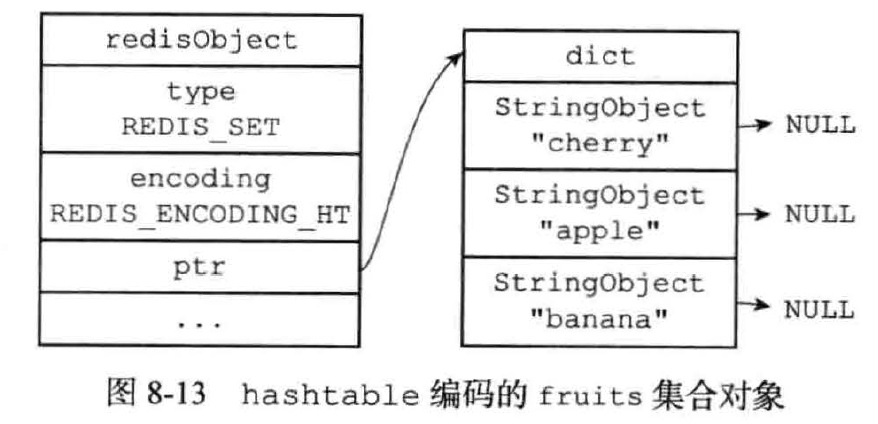 redisObject
type
REDIS_SET
encoding
REDIS_ENCODING_HT
ptr
...
dict
StringObject
"cherry"
NULL
StringObject
"apple"
NULL
StringObject
"banana"
NULL
图 8-13 hashtable 编码的 fruits 集合对象